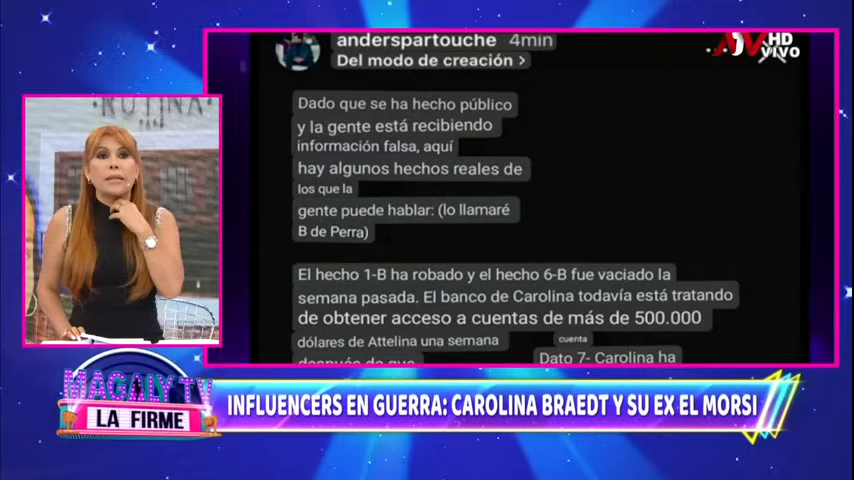 RUTINA
anderspartouche 4min
Del modo de creación >
ATV HD
VIVO
Dado que se ha hecho público
y la gente está recibiendo
información falsa, aquí
hay algunos hechos reales de
los que la
gente puede hablar: (lo llamaré
B de Perra)
El hecho 1-B ha robado y el hecho 6-B fue vaciado la
semana pasada. El banco de Carolina todavía está tratando
de obtener acceso a cuentas de más de 500.000
cuenta
dólares de Attelina una semana
después de que
Dato 7- Carolina ha
MAGALY TV
LA FIRME
INFLUENCERS EN GUERRA: CAROLINA BRAEDT Y SU EX EL MORSI